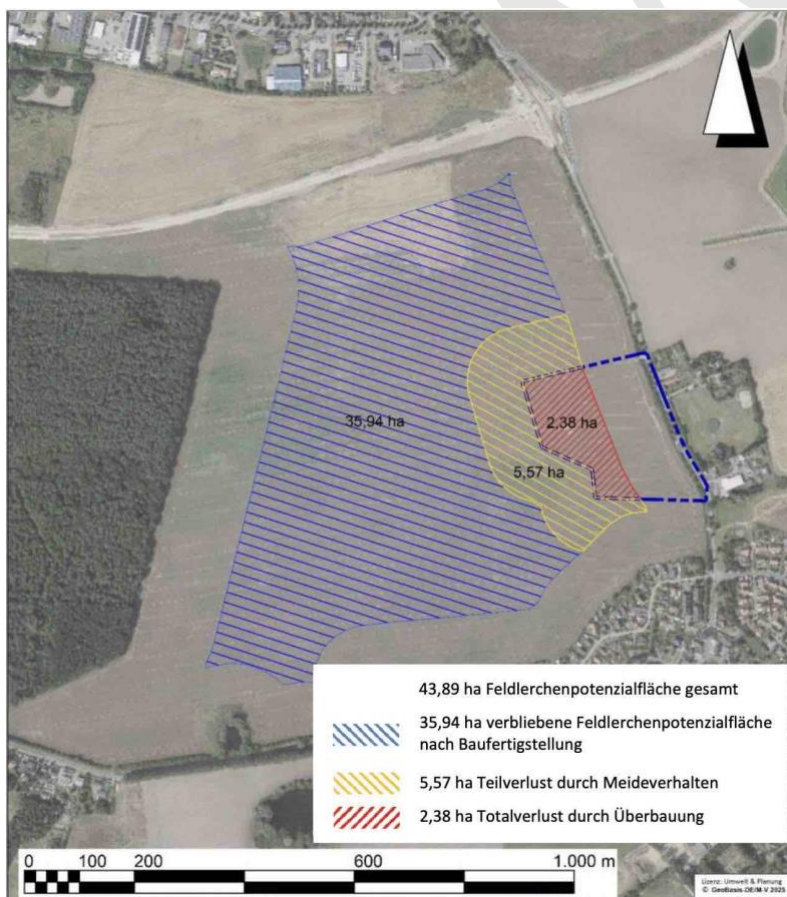 35,94 ha
2,38 ha
5,57 ha
43,89 ha Feldlerchenpotenzialfläche gesamt
35,94 ha verbliebene Feldlerchenpotenzialfläche
nach Baufertigstellung
5,57 ha Teilverlust durch Meideverhalten
2,38 ha Totalverlust durch Überbauung
0 100 200 600 1.000 m
Lizenz: Umwelt & Planung
© GeoBasis-DE/M-V 2025